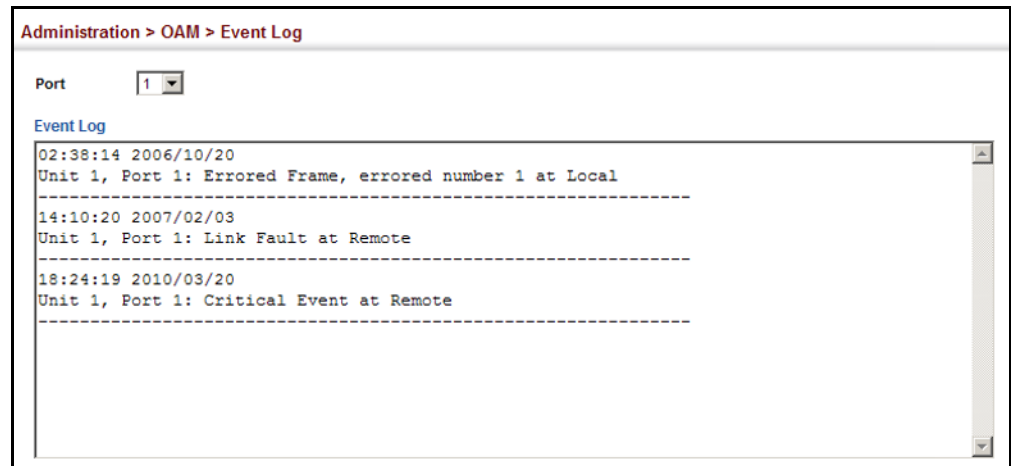 Administration > OAM > Event Log
Port 1
Event Log
02:38:14 2006/10/20
Unit 1, Port 1: Errored Frame, errored number 1 at Local
---------------------------------------------------------------
14:10:20 2007/02/03
Unit 1, Port 1: Link Fault at Remote
---------------------------------------------------------------
18:24:19 2010/03/20
Unit 1, Port 1: Critical Event at Remote
---------------------------------------------------------------